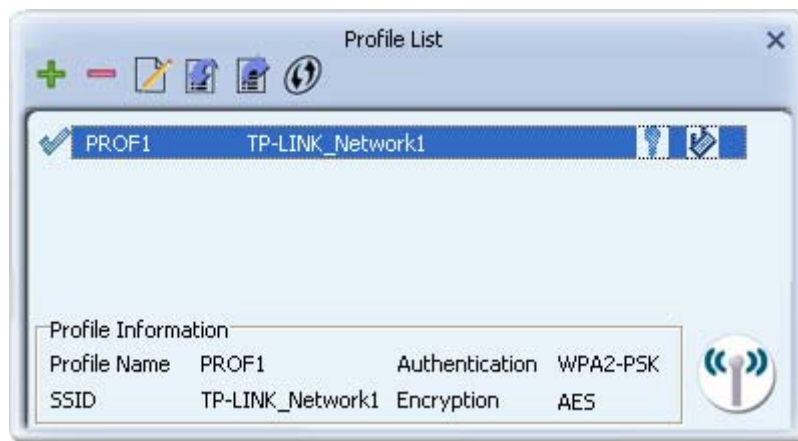 Profile List
PROF1 TP-LINK_Network1
Profile Information
Profile Name PROF1 Authentication WPA2-PSK
SSID TP-LINK_Network1 Encryption AES